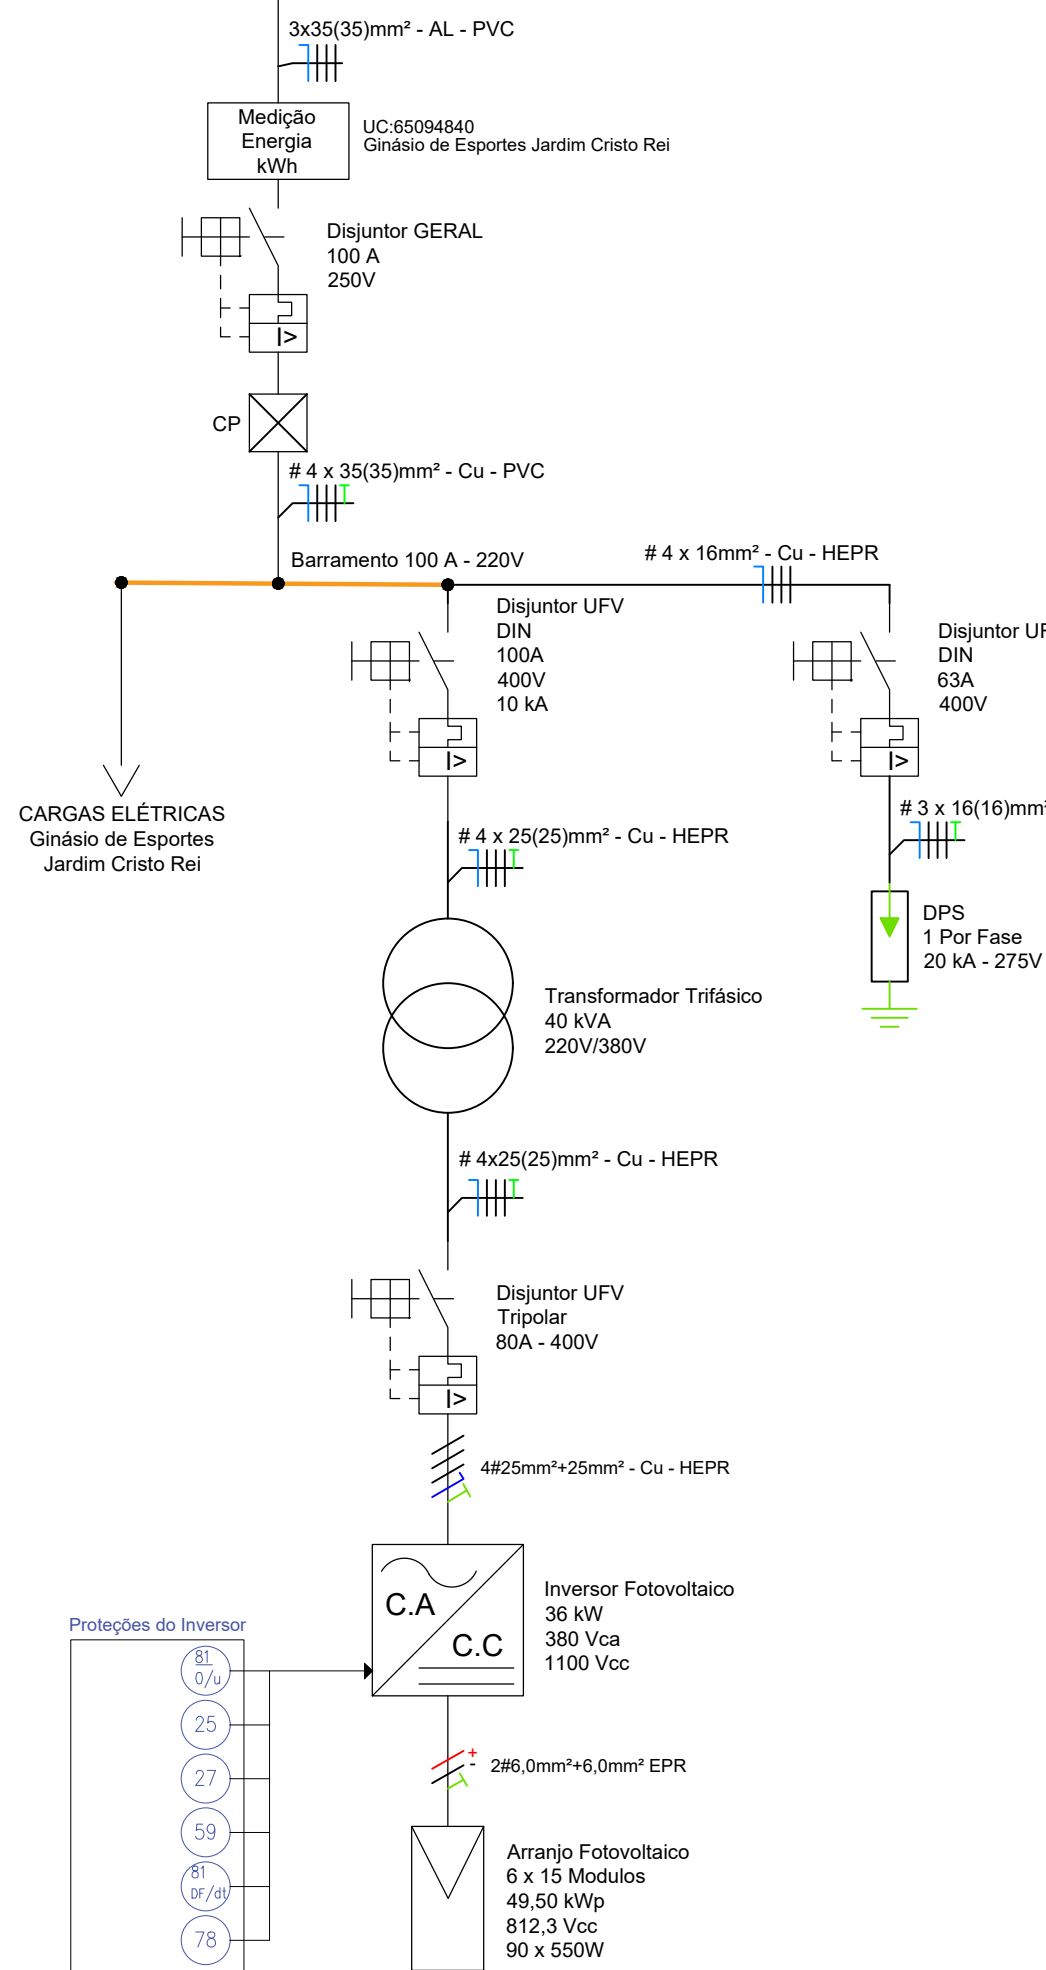 3x35(35)mm² - AL - PVC
Medição
Energia
kWh
UC:65094840
Ginásio de Esportes Jardim Cristo Rei
Disjuntor GERAL
100 A
250V
I>
CP
# 4 x 35(35)mm² - Cu - PVC
Barramento 100 A - 220V
# 4 x 16mm² - Cu - HEPR
Disjuntor UFV
DIN
100A
400V
10 kA
I>
Disjuntor UF
DIN
63A
400V
I>
CARGAS ELÉTRICAS
Ginásio de Esportes
Jardim Cristo Rei
# 4 x 25(25)mm² - Cu - HEPR
# 3 x 16(16)mm²
DPS
1 Por Fase
20 kA - 275V
Transformador Trifásico
40 kVA
220V/380V
# 4x25(25)mm² - Cu - HEPR
Disjuntor UFV
Tripolar
80A - 400V
I>
4#25mm²+25mm² - Cu - HEPR
C.A
C.C
Inversor Fotovoltaico
36 kW
380 Vca
1100 Vcc
Proteções do Inversor
81
O/u
25
27
59
81
DF/dt
78
+
-
2#6,0mm²+6,0mm² EPR
Arranjo Fotovoltaico
6 x 15 Modulos
49,50 kWp
812,3 Vcc
90 x 550W